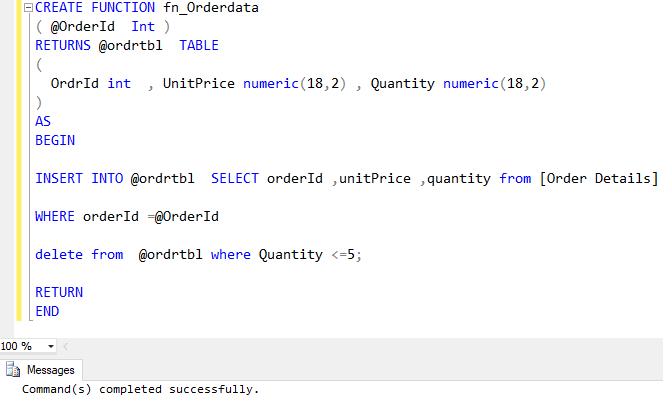 CREATE FUNCTION fn_Orderdata
( @OrderId  Int )
RETURNS @ordrtbl  TABLE
(
  OrdrId int  , UnitPrice numeric(18,2) , Quantity numeric(18,2)
)
AS
BEGIN
INSERT INTO @ordrtbl  SELECT orderId ,unitPrice ,quantity from [Order Details]
WHERE orderId =@OrderId
delete from  @ordrtbl where Quantity <=5;
RETURN
END
100 %
Messages
Command(s) completed successfully.